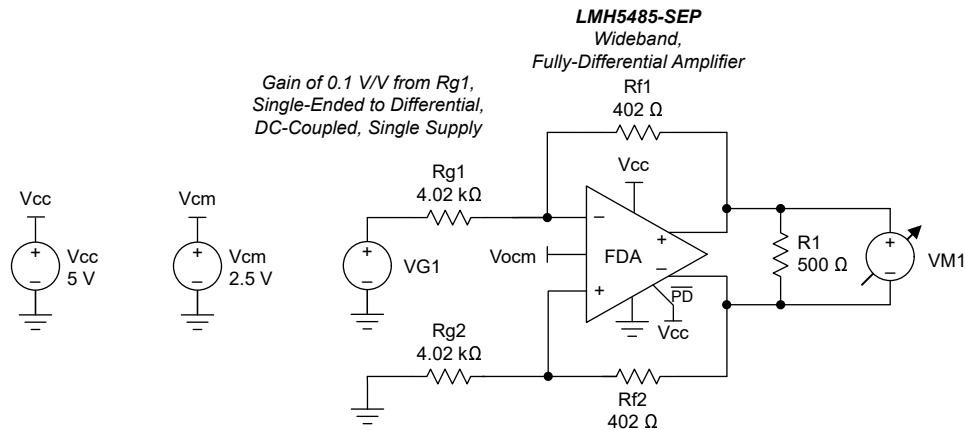 LMH5485-SEP
Wideband,
Fully-Differential Amplifier
Gain of 0.1 V/V from Rg1,
Single-Ended to Differential,
DC-Coupled, Single Supply
Rf1
402 Ω
Vcc
Rg1
4.02 kΩ
Vcc
Vcm
+
Vcc
−
5 V
+
Vcm
−
2.5 V
+
VG1
−
Vocm
−
FDA
+
+
−
PD
Vcc
R1
500 Ω
+
VM1
−
Rg2
4.02 kΩ
Rf2
402 Ω